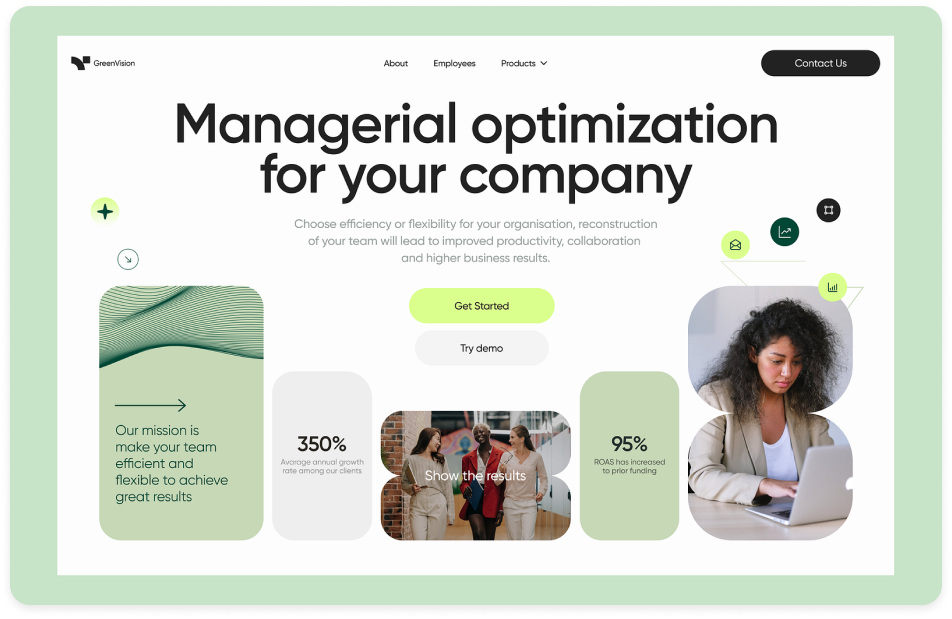 GreenVision
About
Employees
Products
Contact Us
Managerial optimization
for your company
Choose efficiency or flexibility for your organisation, reconstruction
of your team will lead to improved productivity, collaboration
and higher business results.
Get Started
Try demo
Our mission is
make your team
efficient and
flexible to achieve
great results
350%
Avarage annual growth
rate among our clients
Show the results
95%
ROAS has increased
to prior funding